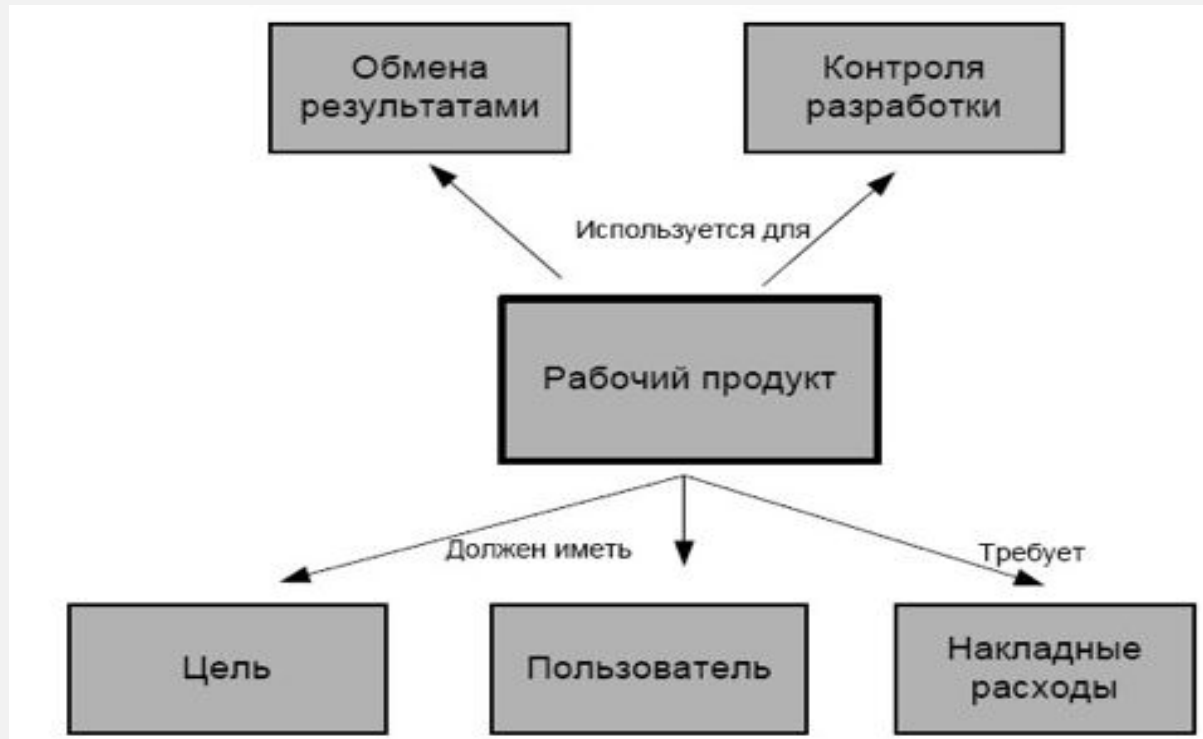 Обмена
результатами
Контроля
разработки
Используется для
Рабочий продукт
Должен иметь
Требует
Цель
Пользователь
Накладные
расходы